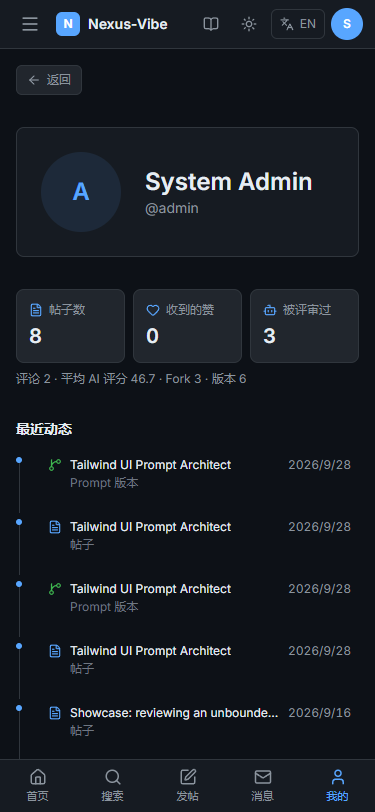 N Nexus-Vibe EN S
返回
A
System Admin
@admin
帖子数 收到的赞 被评审过
8 0 3
评论 2 · 平均 AI 评分 46.7 · Fork 3 · 版本 6
最近动态
Tailwind UI Prompt Architect 2026/9/28
Prompt 版本
Tailwind UI Prompt Architect 2026/9/28
帖子
Tailwind UI Prompt Architect 2026/9/28
Prompt 版本
Tailwind UI Prompt Architect 2026/9/28
帖子
Showcase: reviewing an unbounde... 2026/9/16
帖子
首页 搜索 发帖 消息 我的